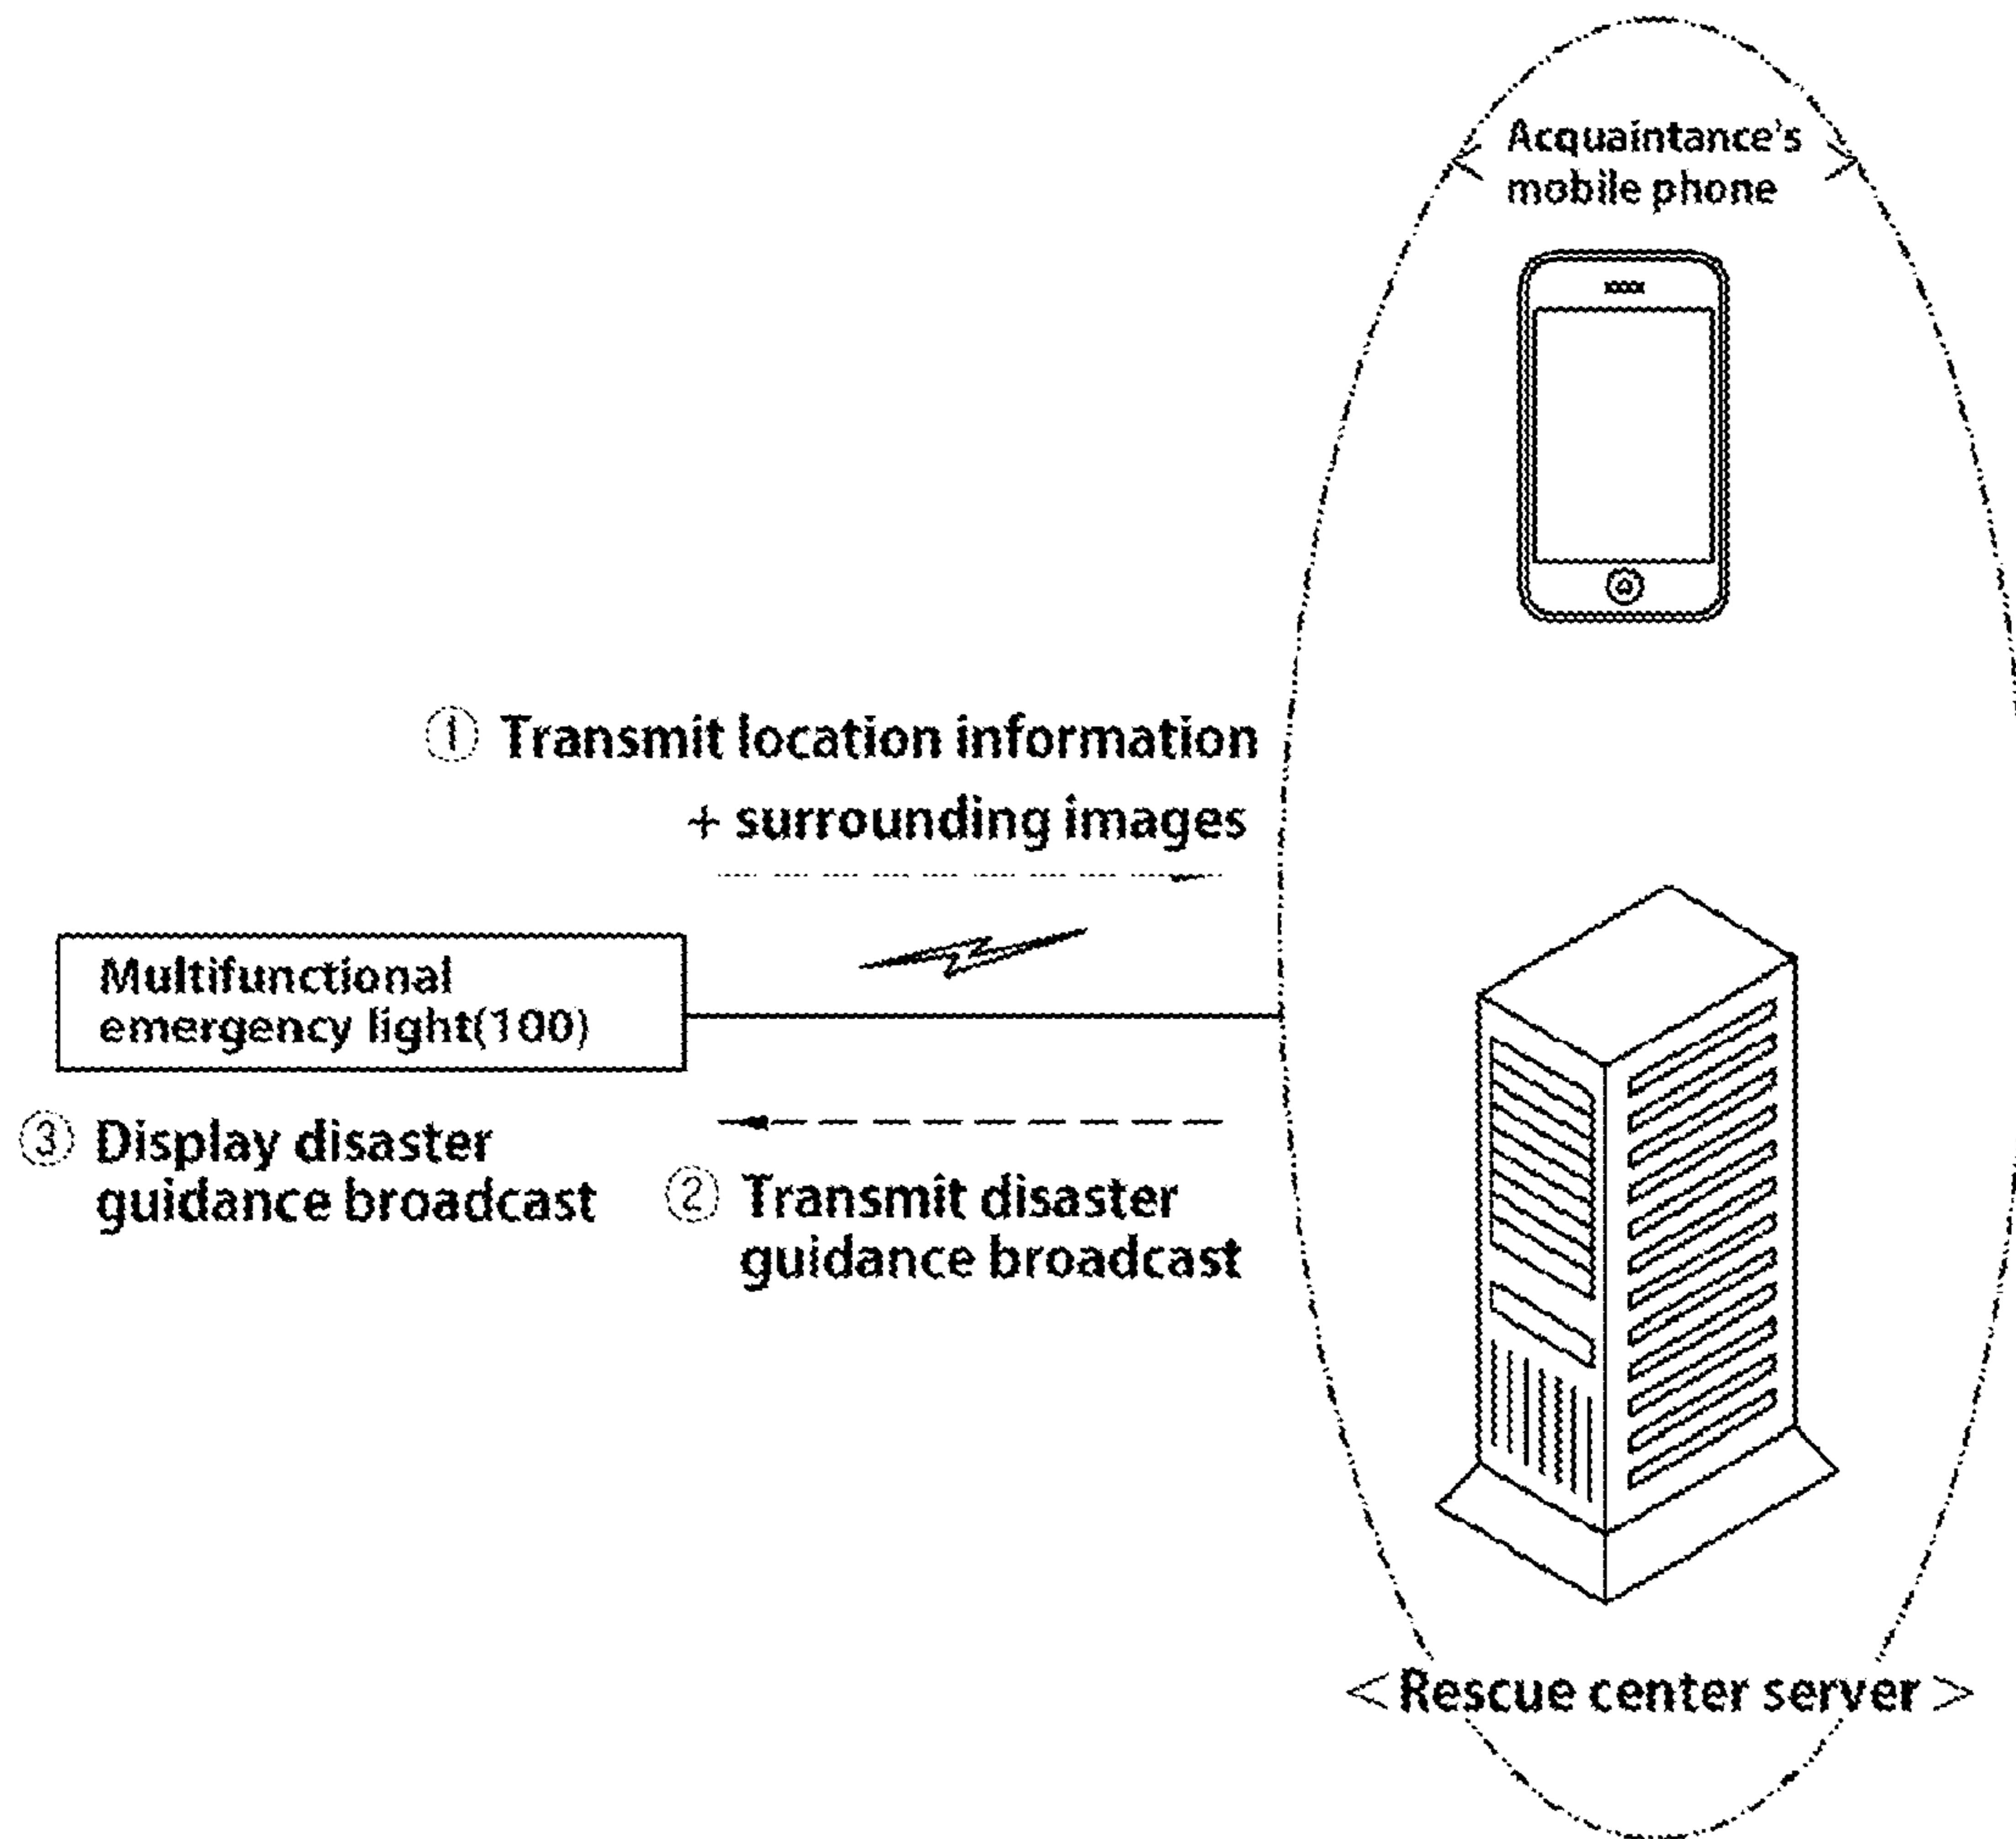 < Acquaintance's
mobile phone >
① Transmit location information
+ surrounding images
Multifunctional
emergency light(100)
③ Display disaster
guidance broadcast
② Transmit disaster
guidance broadcast
< Rescue center server >